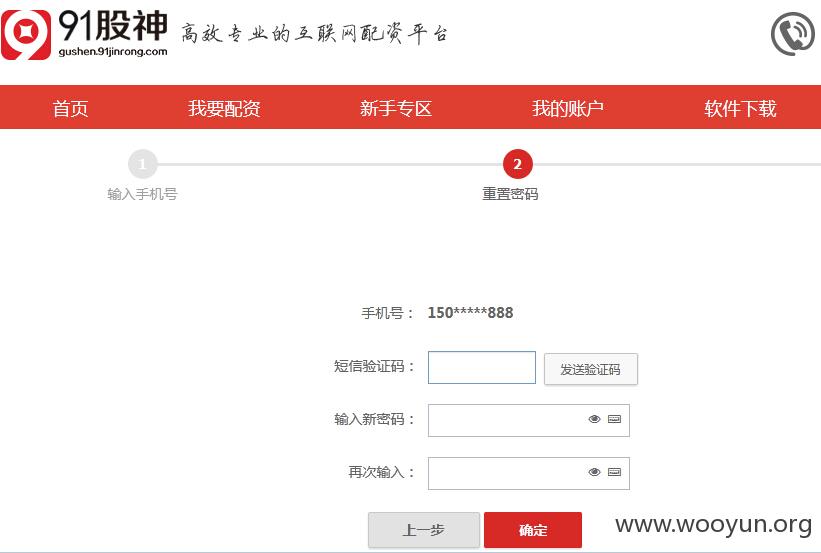 91股神 高效专业的互联网配资平台
gushen.91jinrong.com
首页 我要配资 新手专区 我的账户 软件下载
1 2
输入手机号 重置密码
手机号： 150*****888
短信验证码： 发送验证码
输入新密码：
再次输入：
上一步 确定
www.wooyun.org